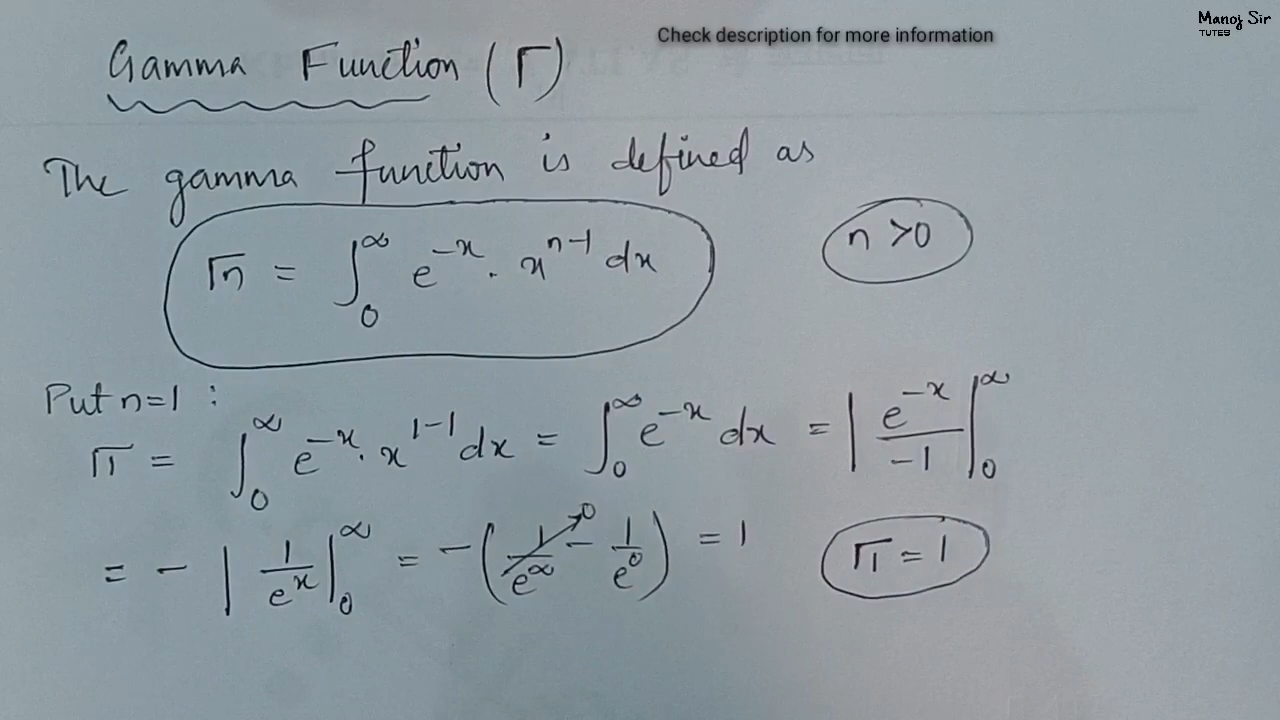 Check description for more information
Manoj Sir
TUTES
Gamma Function (Γ)
The gamma function is defined as
Γn = ∫₀^∞ e^-x . x^n-1 dx
n >0
Put n=1 :
Γ1 = ∫₀^∞ e^-x . x^1-1 dx = ∫₀^∞ e^-x dx = | e^-x / -1 |₀^∞
= - | 1/e^x |₀^∞ = - ( 1/e^∞ →0 - 1/e^0 ) = 1
Γ1 = 1